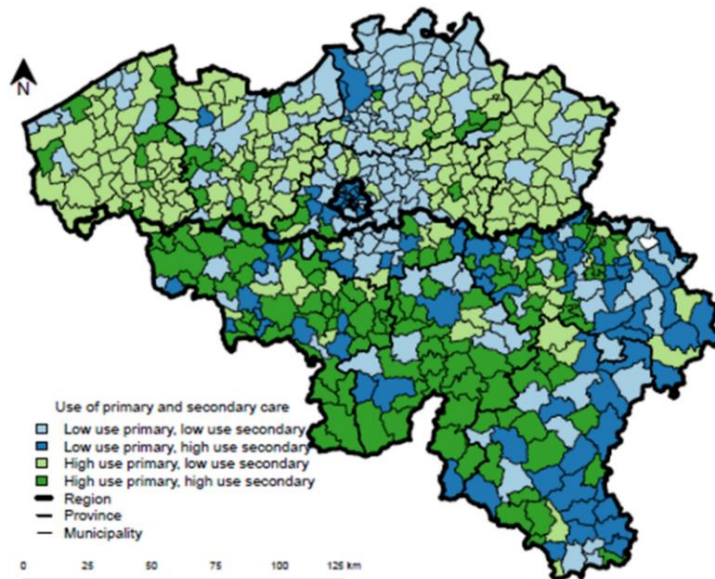 N
Use of primary and secondary care
Low use primary, low use secondary
Low use primary, high use secondary
High use primary, low use secondary
High use primary, high use secondary
Region
Province
Municipality
0 25 50 75 100 125 km